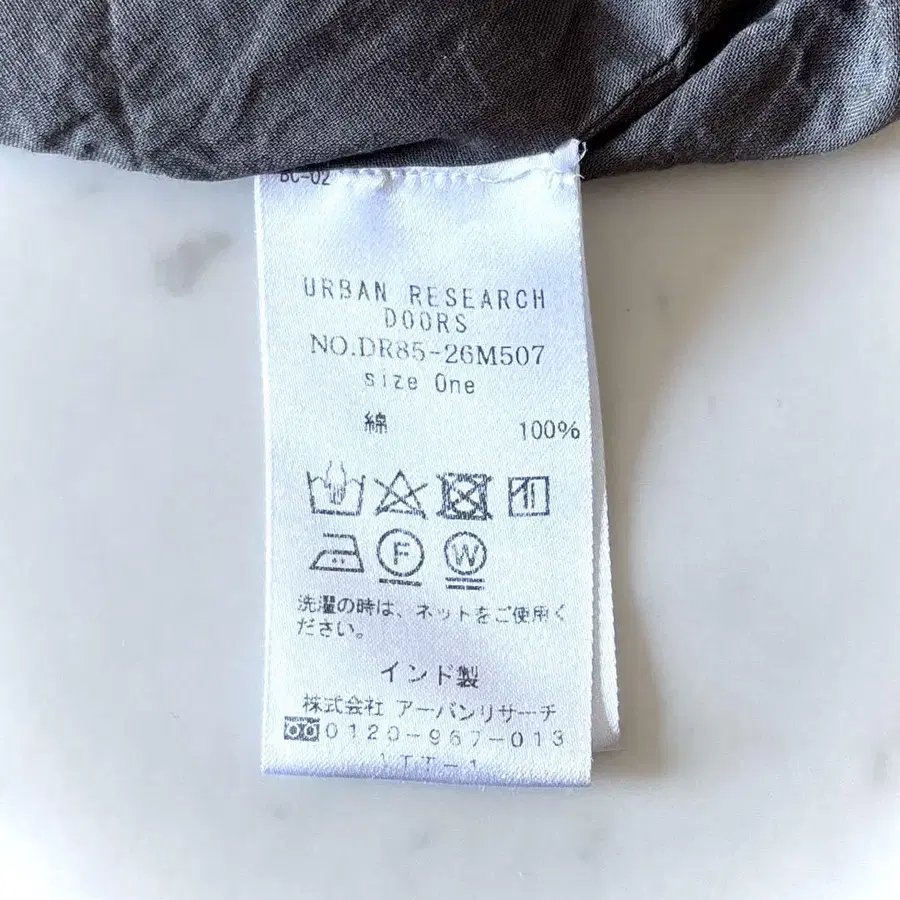 BC-02
URBAN RESEARCH
DOORS
NO.DR85-26M507
size One
綿 100%
F W
洗濯の時は、ネットをご使用く
ださい。
インド製
株式会社 アーバンリサーチ
0120-967-013